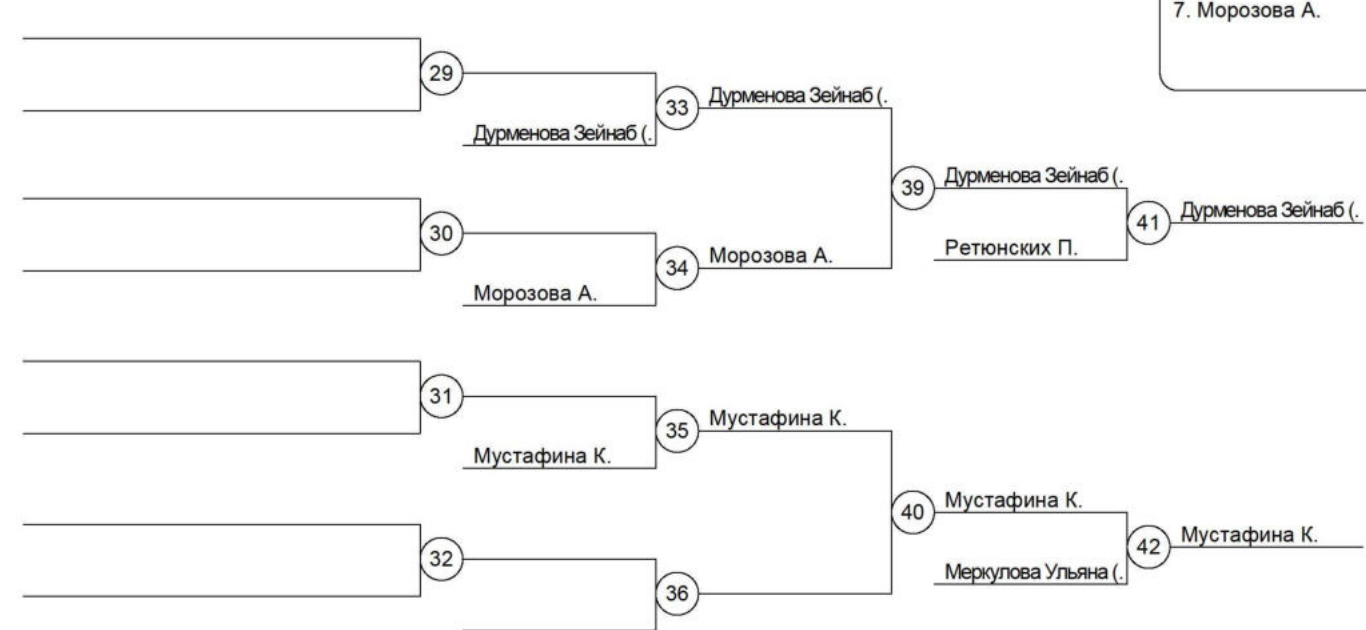 7. Морозова А.
29
33
Дурменова Зейнаб (.
Дурменова Зейнаб (.
39
Дурменова Зейнаб (.
41
Дурменова Зейнаб (.
30
34
Морозова А.
Ретюнских П.
Морозова А.
31
35
Мустафина К.
Мустафина К.
40
Мустафина К.
42
Мустафина К.
32
36
Меркулова Ульяна (.